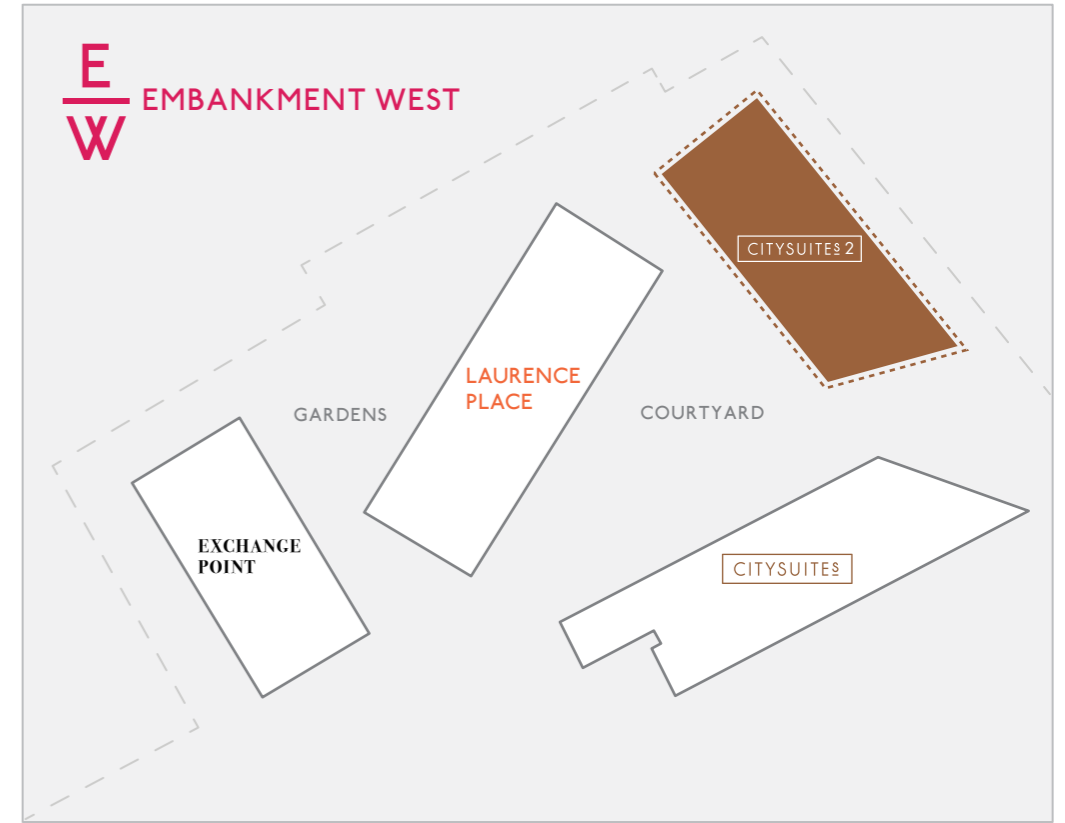 E
W
EMBANKMENT WEST
CITYSUITES 2
LAURENCE
PLACE
GARDENS
COURTYARD
EXCHANGE
POINT
CITYSUITES